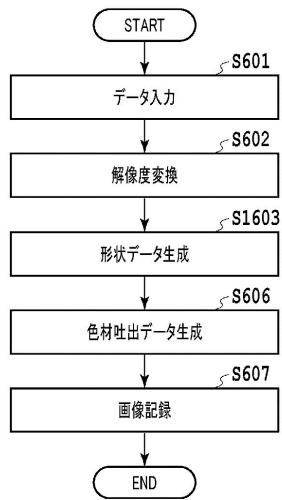 START
S601
データ入力
S602
解像度変換
S1603
形状データ生成
S606
色材吐出データ生成
S607
画像記録
END